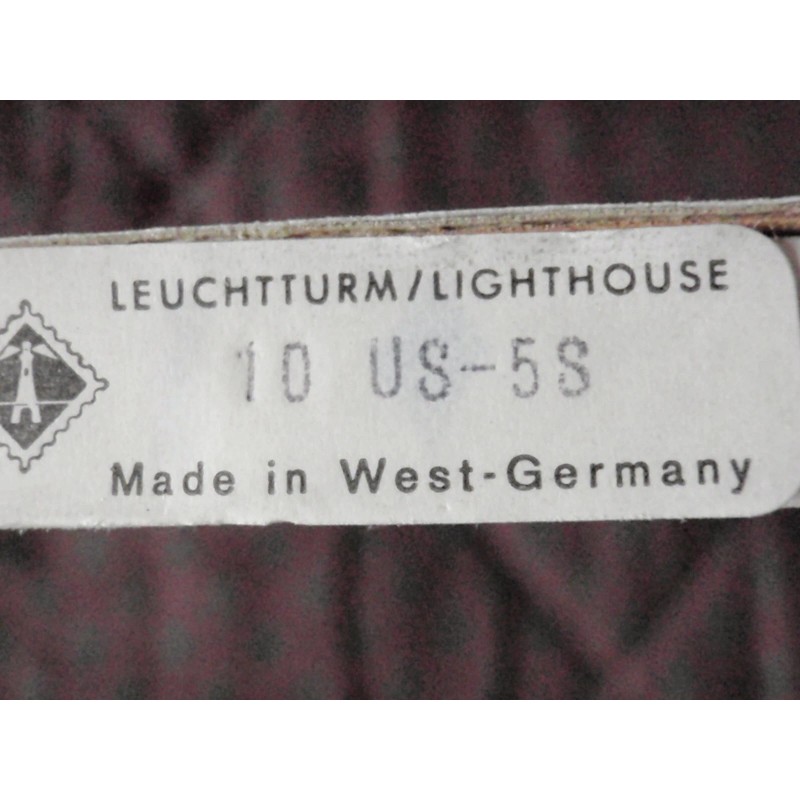 LEUCHTTURM/LIGHTHOUSE
10 US-5S
Made in West-Germany